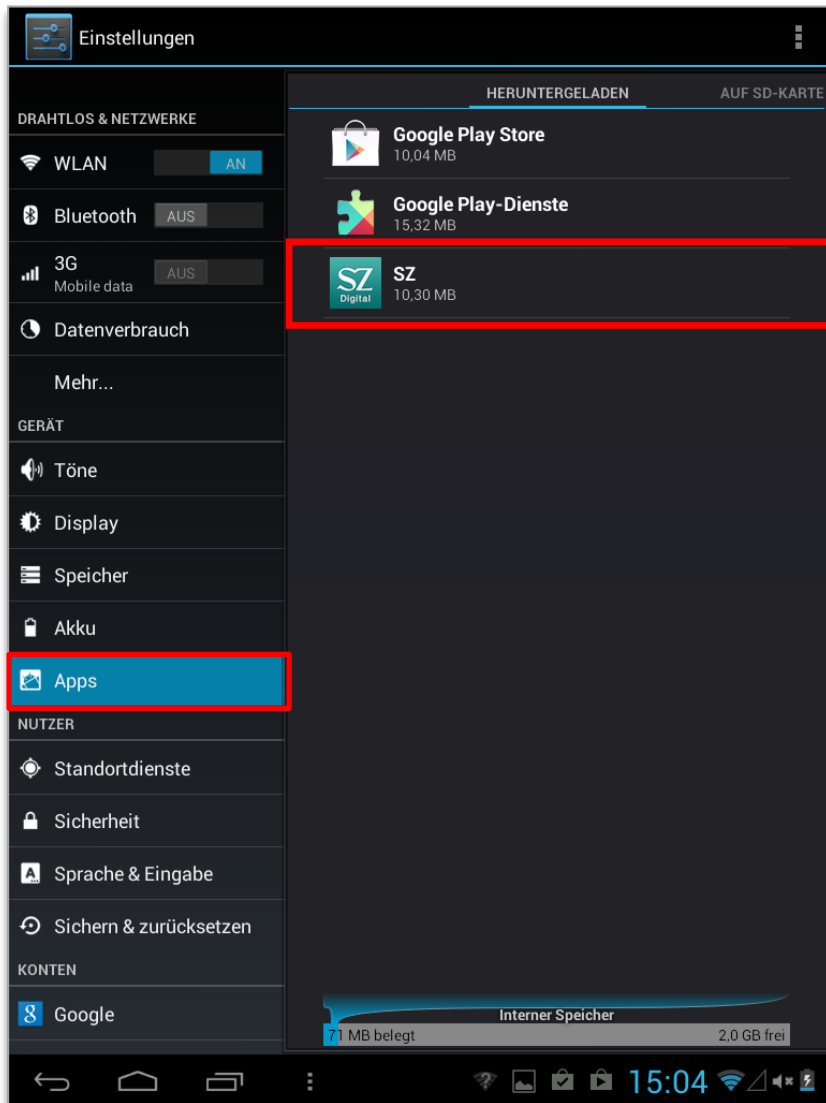 Einstellungen
DRAHTLOS & NETZWERKE
WLAN AN
Bluetooth AUS
3G
Mobile data AUS
Datenverbrauch
Mehr...
GERÄT
Töne
Display
Speicher
Akku
Apps
NUTZER
Standortdienste
Sicherheit
Sprache & Eingabe
Sichern & zurücksetzen
KONTEN
Google
HERUNTERGELADEN
AUF SD-KARTE
Google Play Store
10,04 MB
Google Play-Dienste
15,32 MB
SZ
Digital
SZ
10,30 MB
Interner Speicher
71 MB belegt
2,0 GB frei
15:04